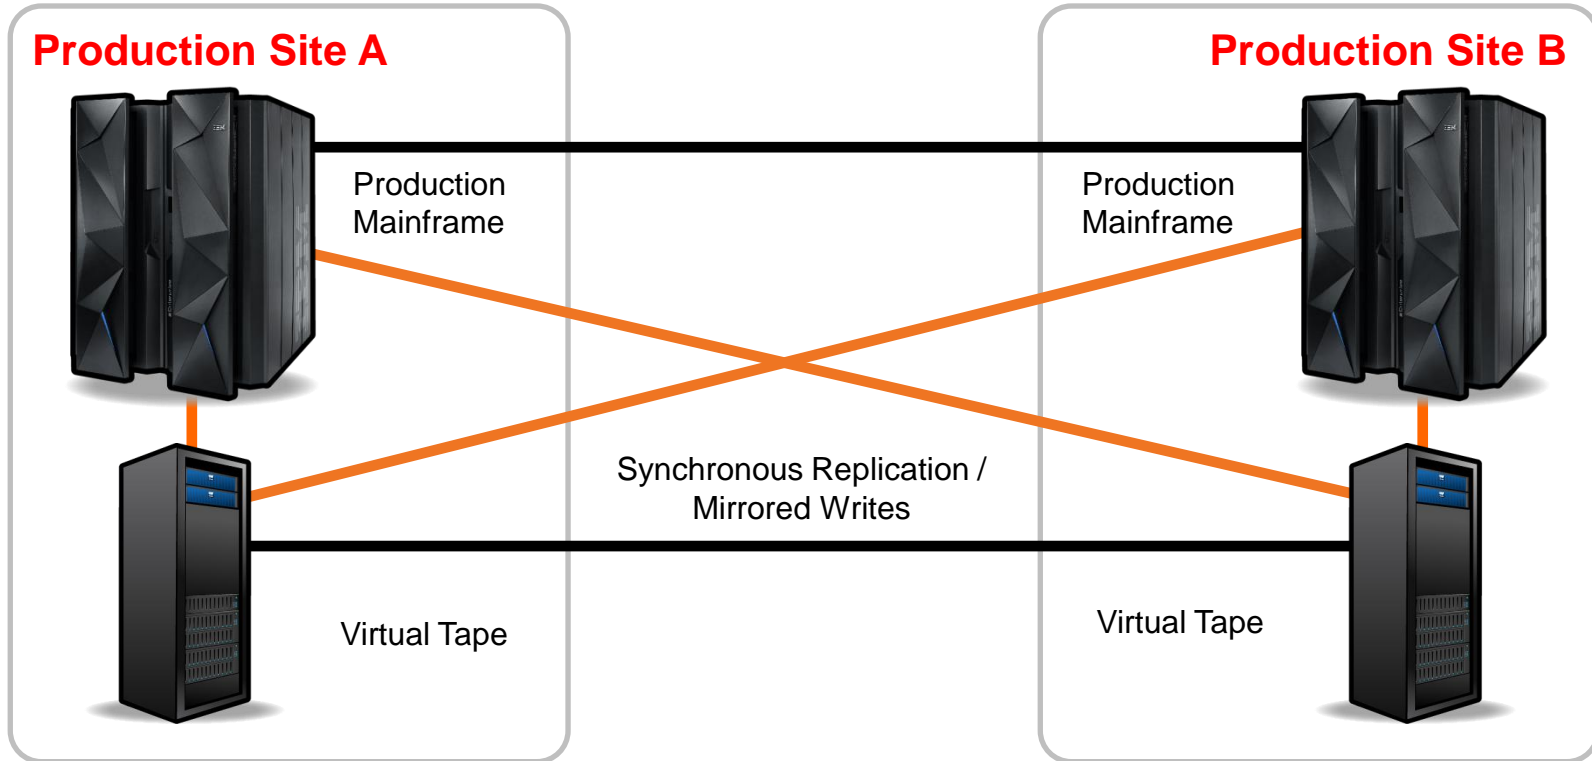 Production Site A
Production Site B
Production
Mainframe
Production
Mainframe
Synchronous Replication /
Mirrored Writes
Virtual Tape
Virtual Tape